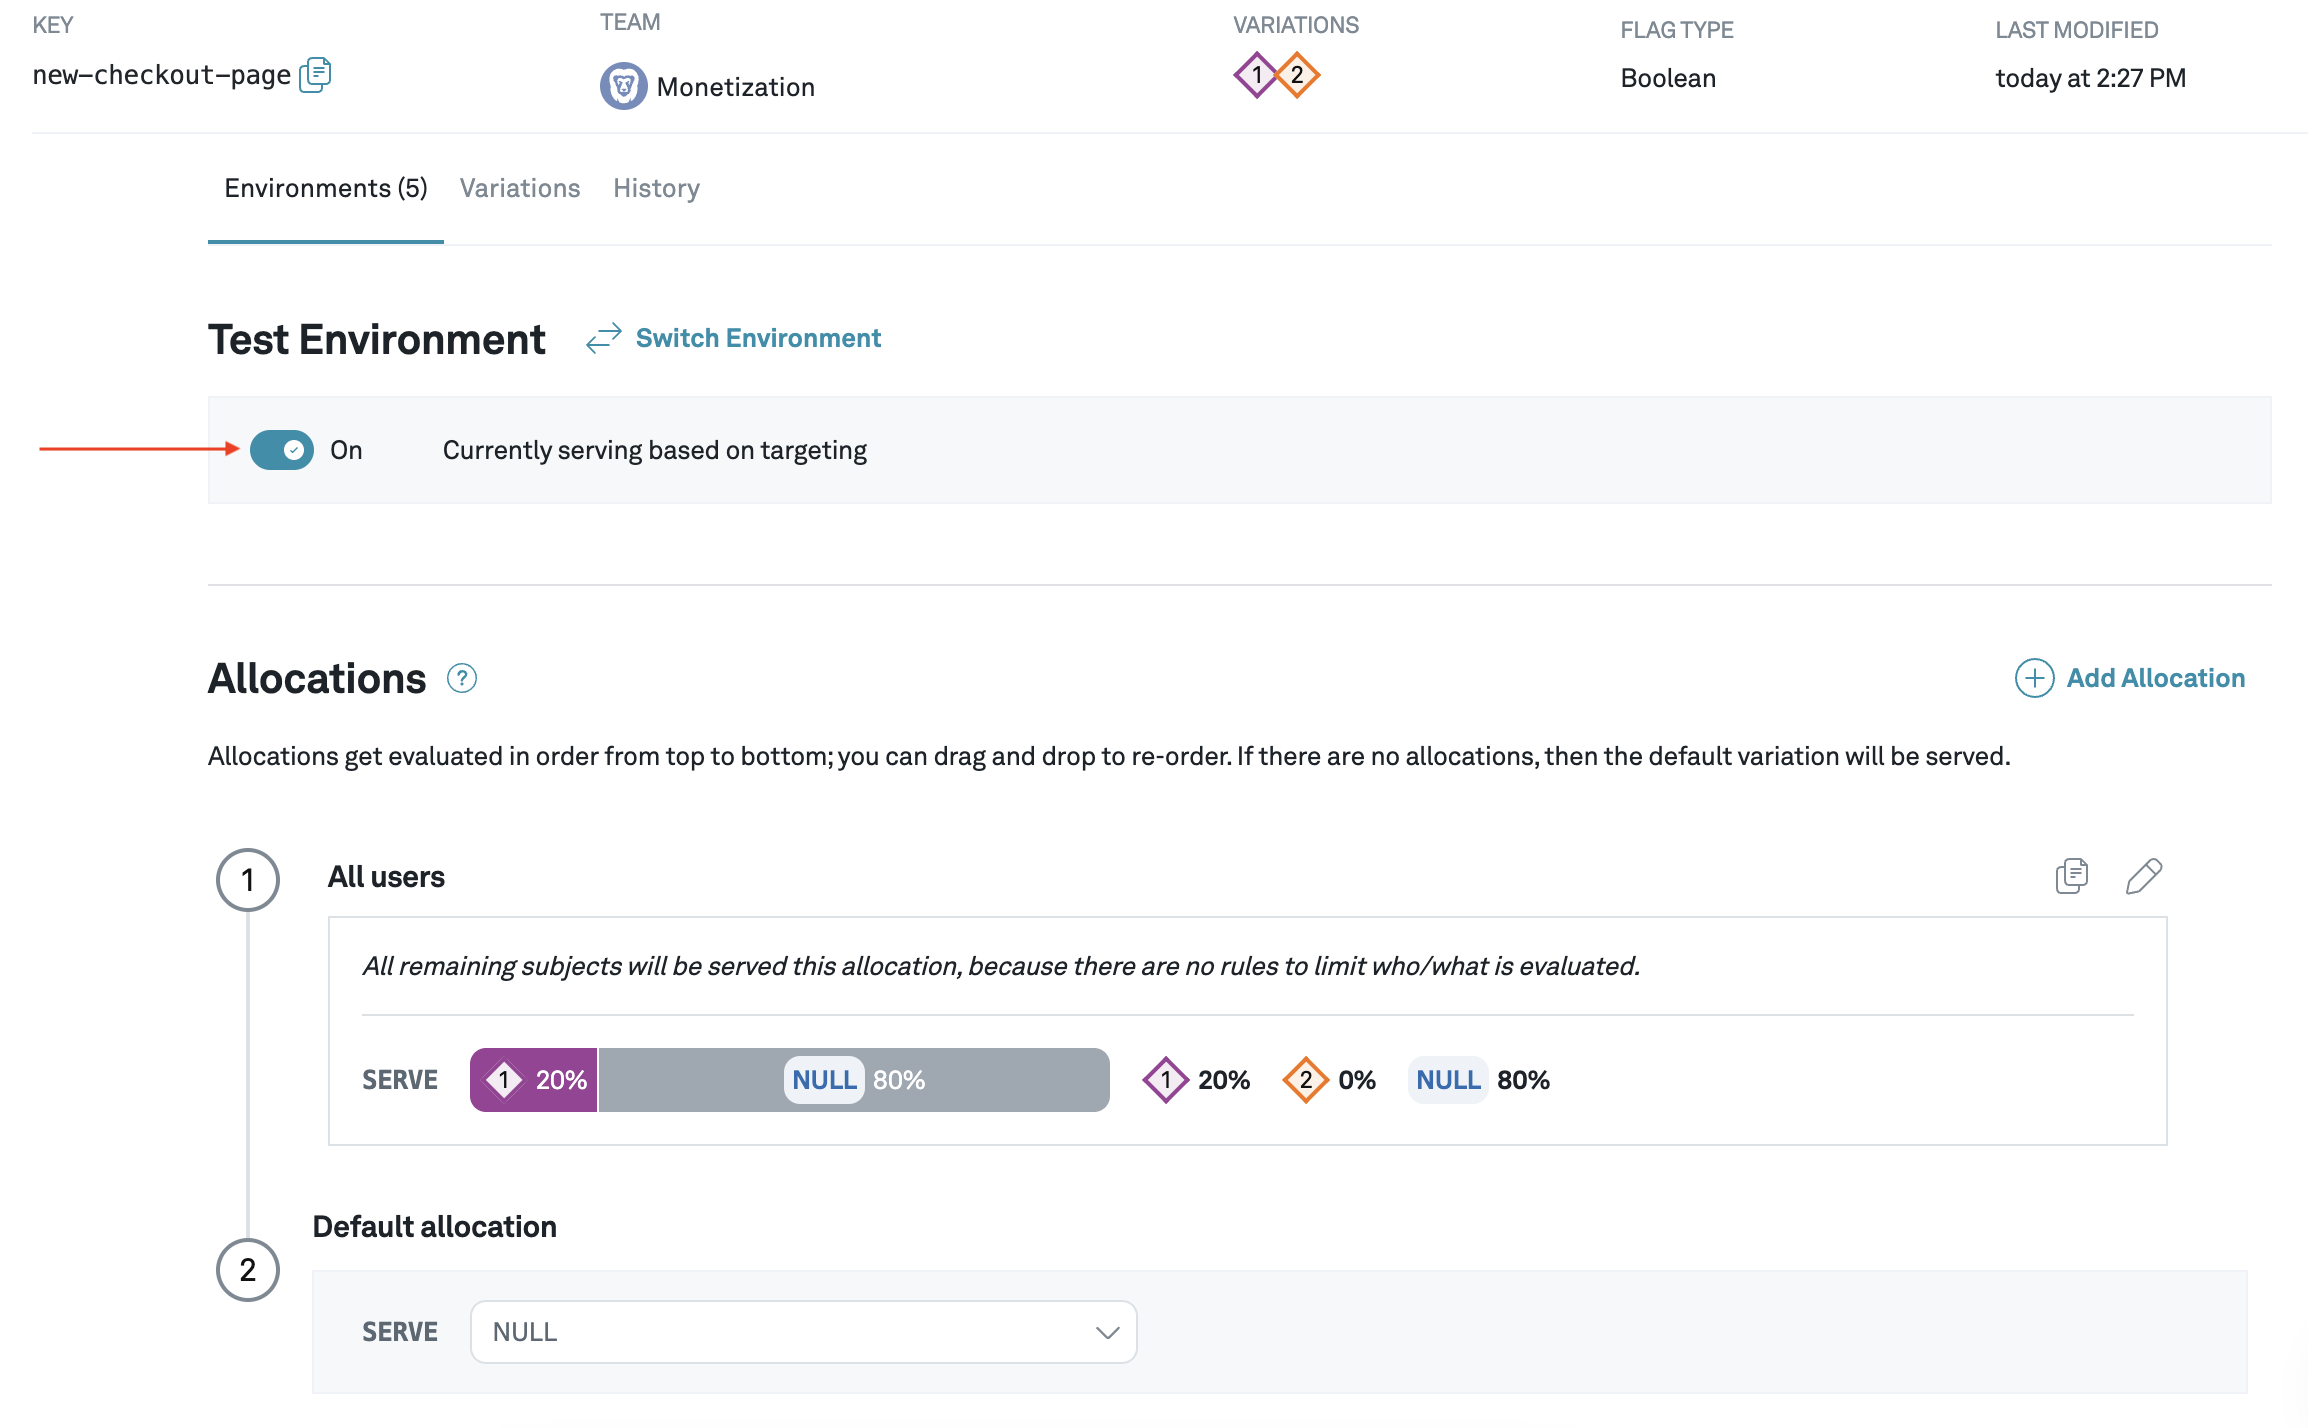 KEY
new-checkout-page
TEAM
Monetization
VARIATIONS
1 2
FLAG TYPE
Boolean
LAST MODIFIED
today at 2:27 PM
Environments (5) Variations History
Test Environment Switch Environment
On Currently serving based on targeting
Allocations ? Add Allocation
Allocations get evaluated in order from top to bottom; you can drag and drop to re-order. If there are no allocations, then the default variation will be served.
1 All users
All remaining subjects will be served this allocation, because there are no rules to limit who/what is evaluated.
SERVE 1 20% NULL 80% 1 20% 2 0% NULL 80%
Default allocation
2
SERVE NULL